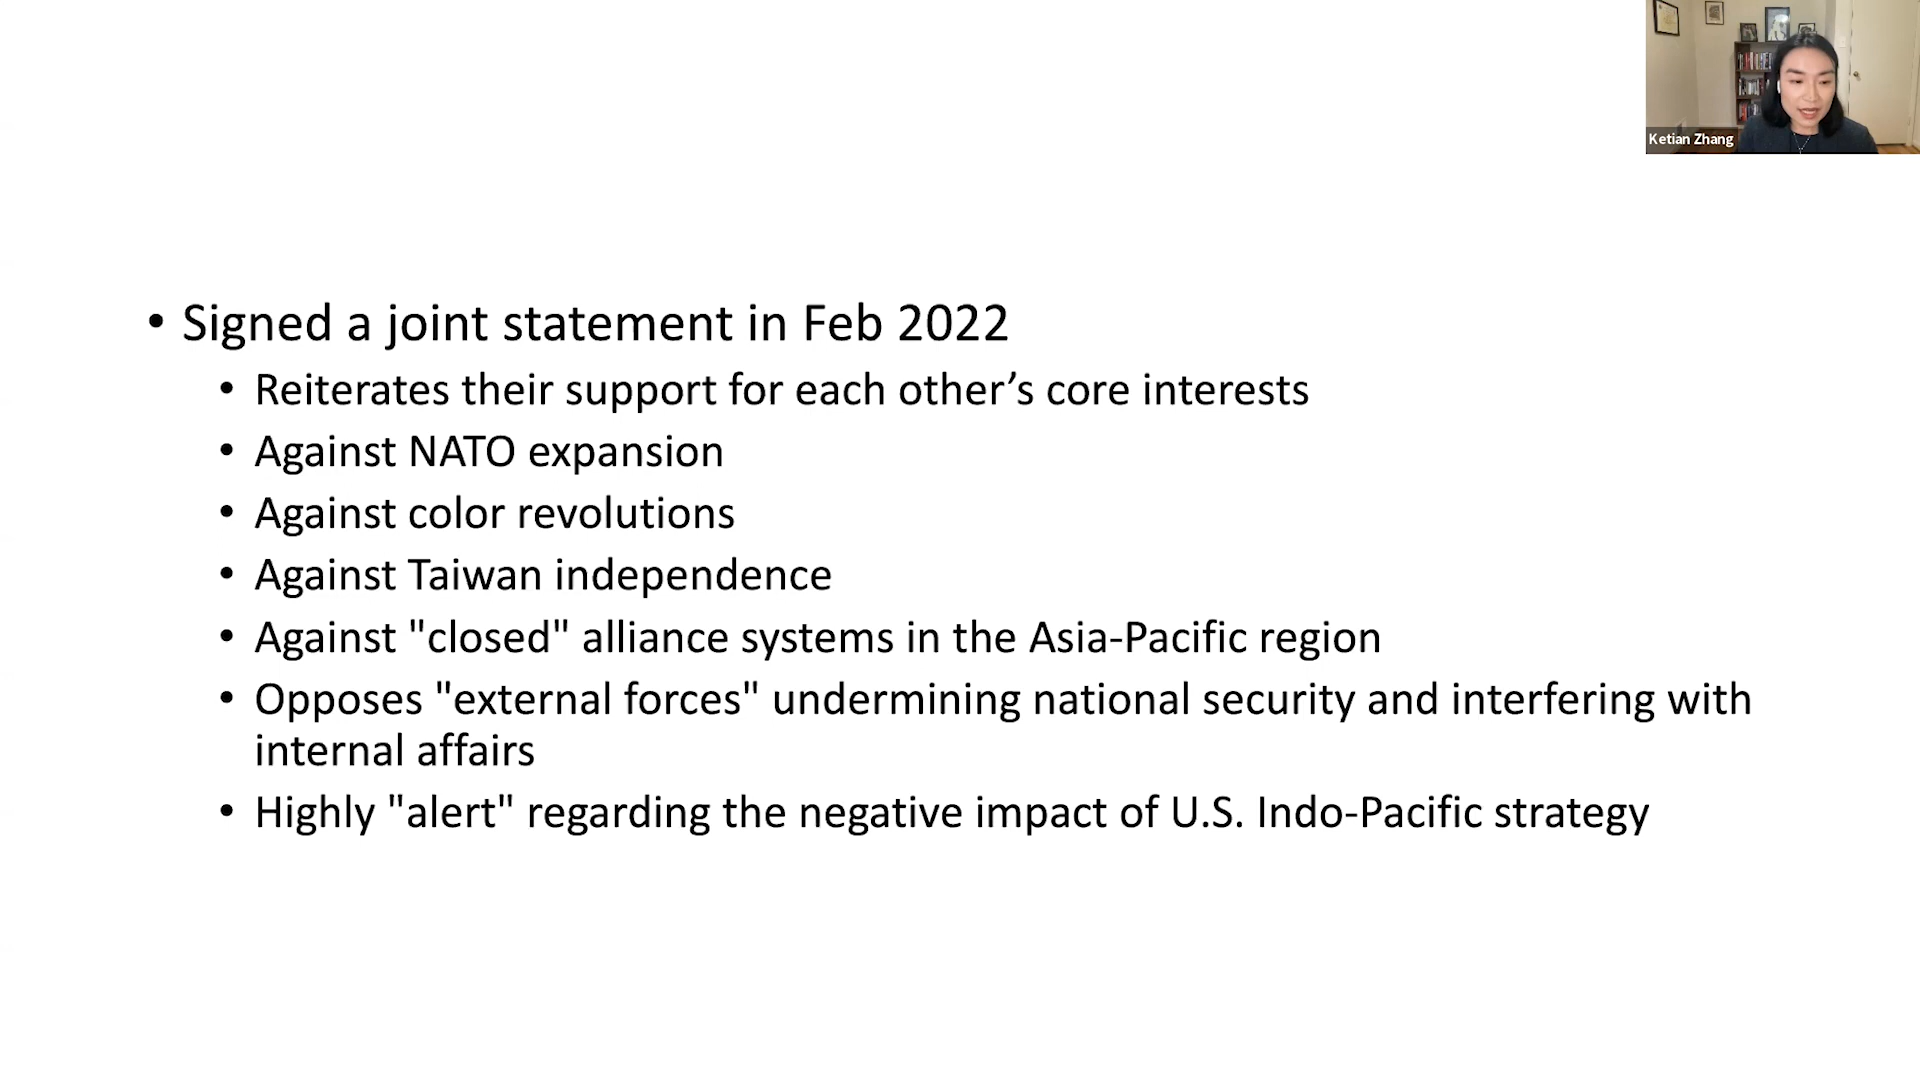 Ketian Zhang
• Signed a joint statement in Feb 2022
• Reiterates their support for each other’s core interests
• Against NATO expansion
• Against color revolutions
• Against Taiwan independence
• Against "closed" alliance systems in the Asia-Pacific region
• Opposes "external forces" undermining national security and interfering with
internal affairs
• Highly "alert" regarding the negative impact of U.S. Indo-Pacific strategy